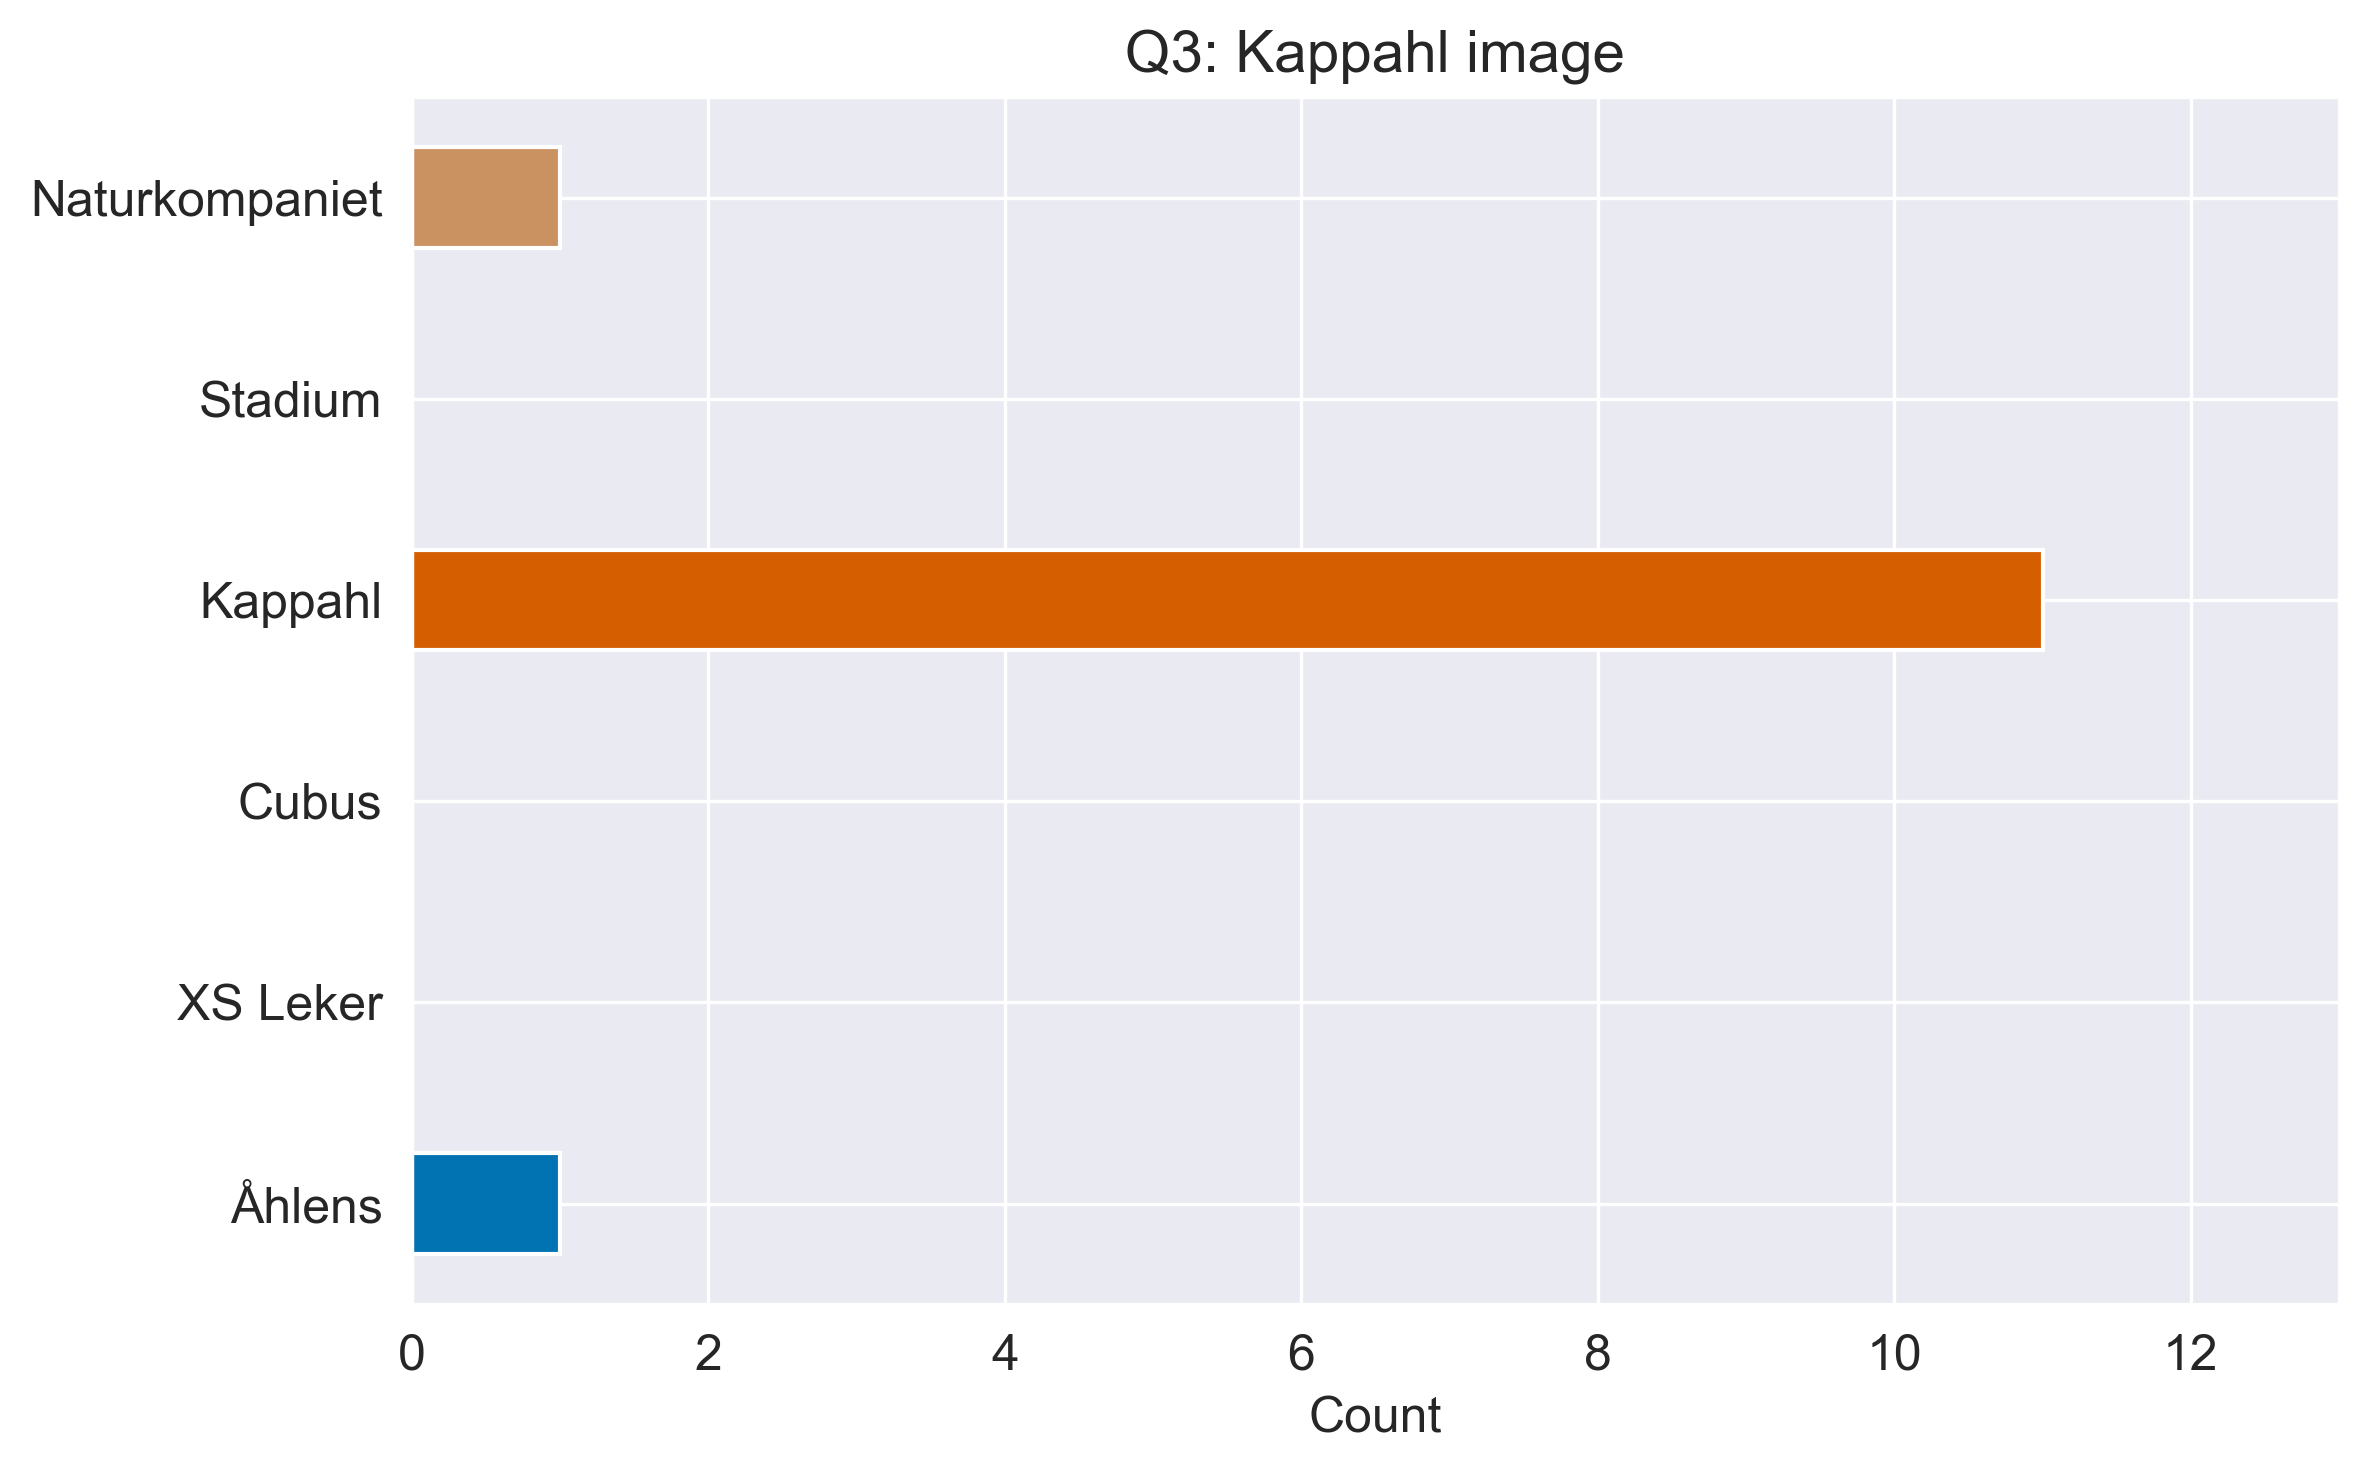 Q3: Kappahl image
Naturkompaniet
Stadium
Kappahl
Cubus
XS Leker
Åhlens
0 2 4 6 8 10 12
Count